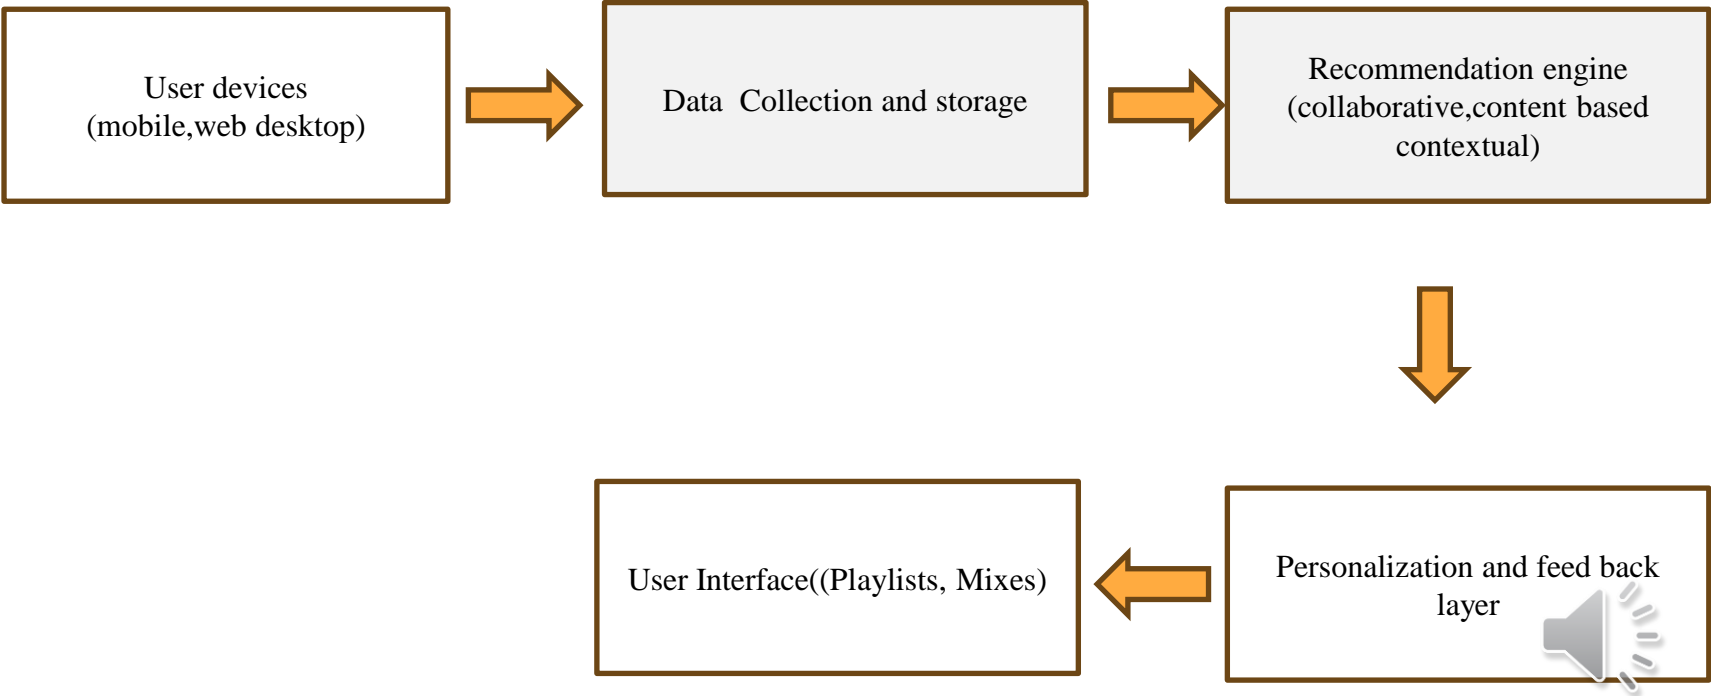 User devices
(mobile,web desktop)
Data  Collection and storage
Recommendation engine
(collaborative,content based
contextual)
User Interface((Playlists, Mixes)
Personalization and feed back
layer